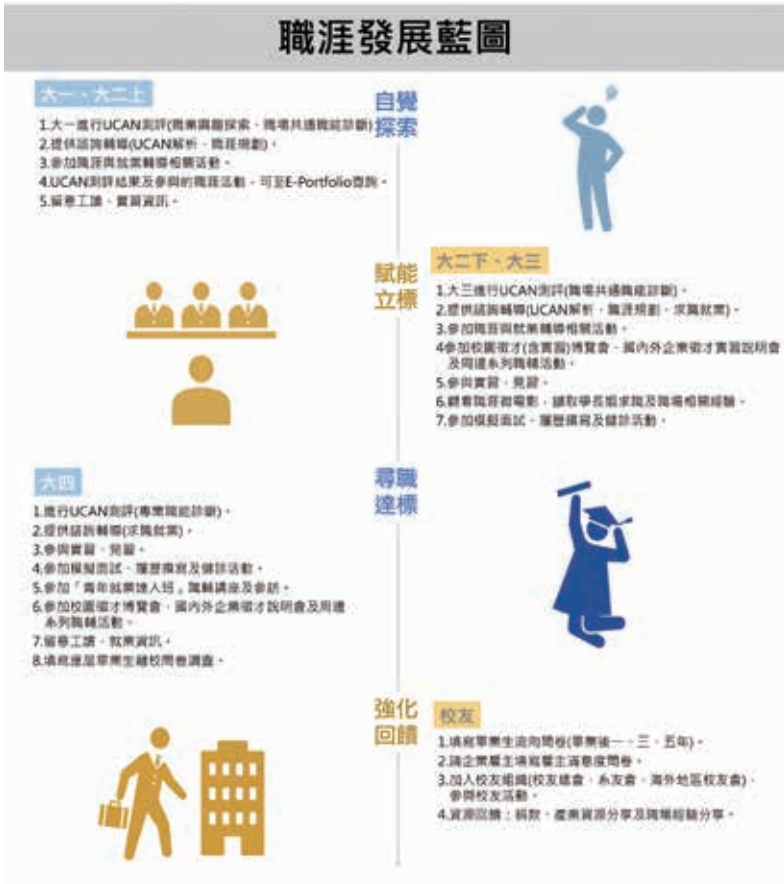 職涯發展藍圖
大一、大二上
自覺
探索
1.大一進行UCAN測評(職業興趣探索、職場共通職能診斷)
2.提供諮詢輔導(UCAN解析、職涯規劃)。
3.參加職涯與就業輔導相關活動。
4.UCAN測評結果及參與的職涯活動，可至E-Portfolio查詢。
5.留意工讀、實習資訊。
賦能
立標
大二下、大三
1.大三進行UCAN測評(職場共通職能診斷)。
2.提供諮詢輔導(UCAN解析、職涯規劃、求職就業)。
3.參加職涯與就業輔導相關活動。
4參加校園徵才(含實習)博覽會、國內外企業徵才實習說明會
及周邊系列職輔活動。
5.參與實習、見習。
6.觀看職涯微電影，擷取學長姐求職及職場相關經驗。
7.參加模擬面試、履歷撰寫及健診活動。
大四
尋職
達標
1.進行UCAN測評(專業職能診斷)。
2.提供諮詢輔導(求職就業)。
3.參與實習、見習。
4.參加模擬面試、履歷撰寫及健診活動。
5.參加「青年就業達人班」職輔講座及參訪。
6.參加校園徵才博覽會、國內外企業徵才說明會及周邊
系列職輔活動。
7.留意工讀、就業資訊。
8.填寫應屆畢業生離校問卷調查。
強化
回饋
校友
1.填寫畢業生流向問卷(畢業後一、三、五年)。
2.請企業雇主填寫雇主滿意度問卷。
3.加入校友組織(校友總會、系友會、海外地區校友會)，
參與校友活動。
4.資源回饋：捐款、產業資源分享及職場經驗分享。